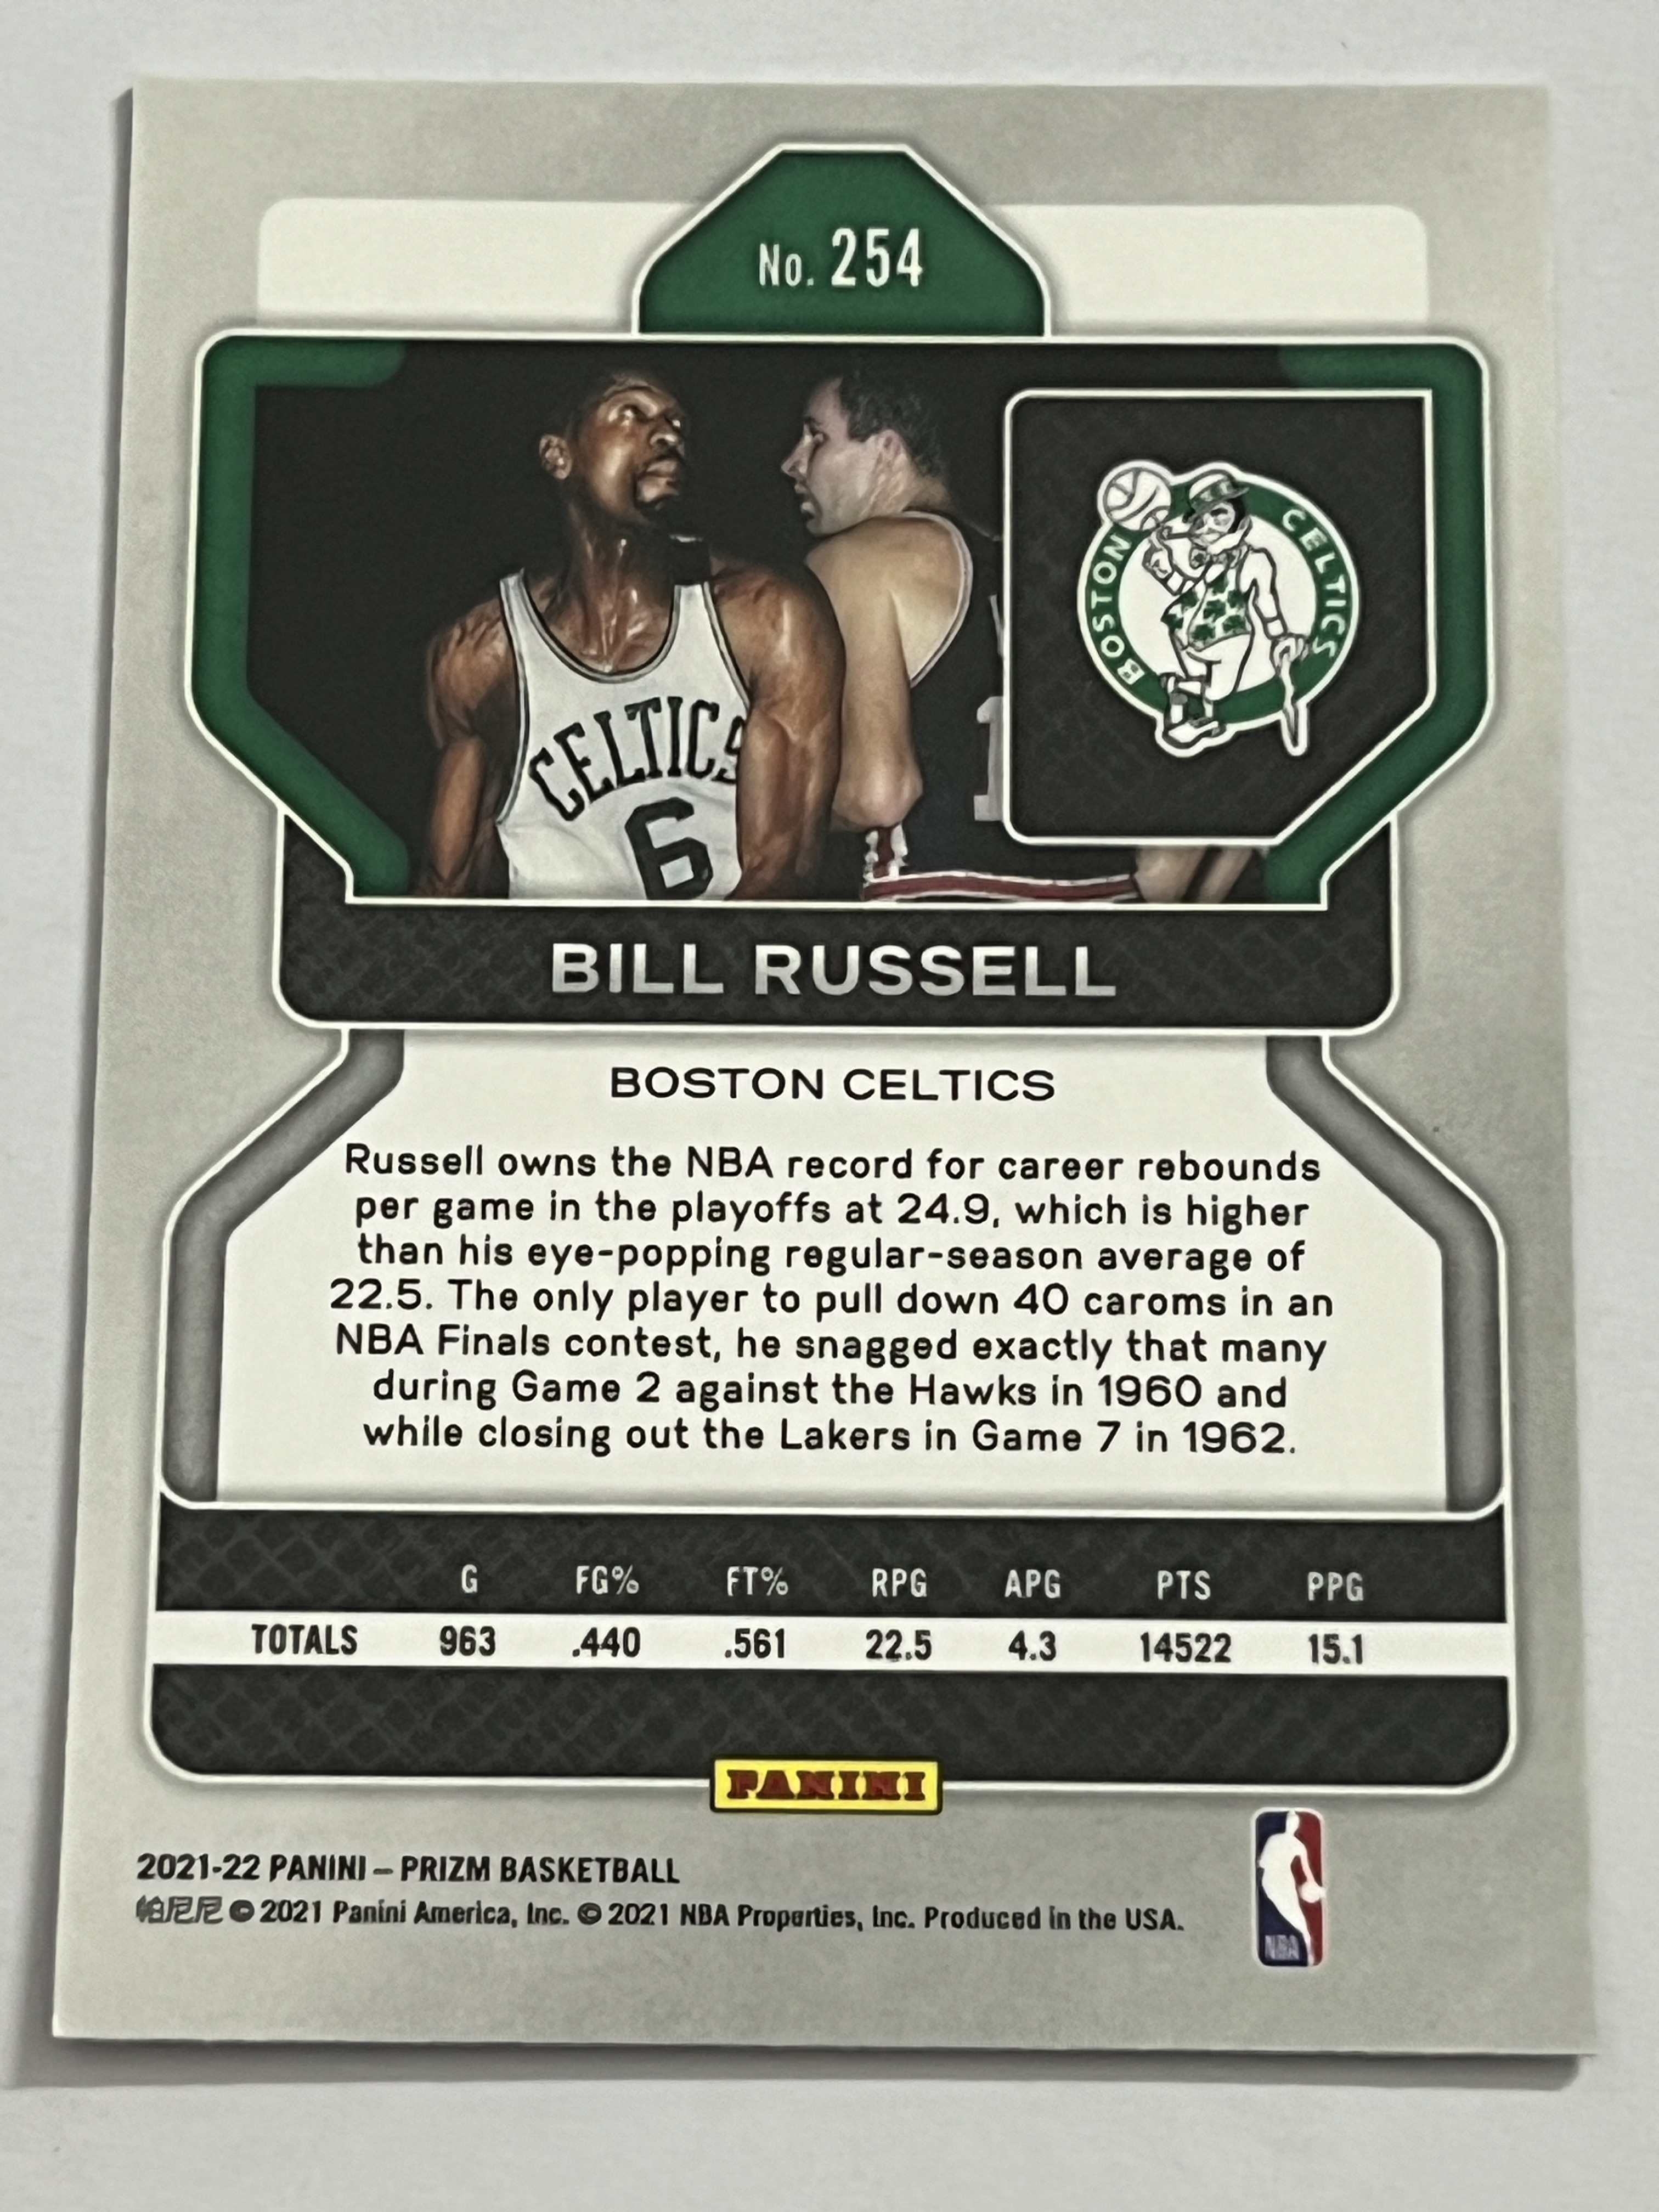 No. 254
BOSTON CELTICS
CELTICS
6
1
BILL RUSSELL
BOSTON CELTICS
Russell owns the NBA record for career rebounds
per game in the playoffs at 24.9, which is higher
than his eye-popping regular-season average of
22.5. The only player to pull down 40 caroms in an
NBA Finals contest, he snagged exactly that many
during Game 2 against the Hawks in 1960 and
while closing out the Lakers in Game 7 in 1962.
G FG% FT% RPG APG PTS PPG
TOTALS 963 .440 .561 22.5 4.3 14522 15.1
PANINI
2021-22 PANINI – PRIZM BASKETBALL
帕尼尼 © 2021 Panini America, Inc. © 2021 NBA Properties, Inc. Produced in the USA.
NBA